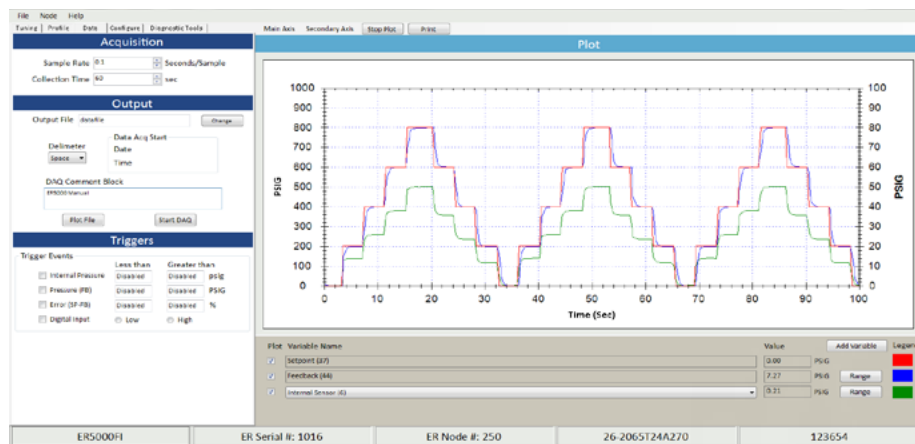 File Node Help
Tuning Profile Data Configure Diagnostic Tools
Main Axis Secondary Axis Stop Plot Print
Acquisition
Sample Rate 0.1 Seconds/Sample
Collection Time 60 sec
Output
Output File datafile Change
Delimeter
Space
Data Acq Start
Date
Time
DAQ Comment Block
ER5000 Manual
Plot File Start DAQ
Triggers
Trigger Events
Less than Greater than
Internal Pressure Disabled Disabled psig
Pressure (FB) Disabled Disabled PSIG
Error (SP-FB) Disabled Disabled %
Digital Input Low High
Plot
1000 100
900 90
800 80
700 70
600 60
500 50
400 40
300 30
200 20
100 10
0 0
PSIG
PSIG
0 10 20 30 40 50 60 70 80 90 100
Time (Sec)
Plot Variable Name Value Add Variable Legen
Setpoint (37) 0.00 PSIG
Feedback (44) 7.27 PSIG Range
Internal Sensor (6) 0.21 PSIG Range
ER5000FI ER Serial #: 1016 ER Node #: 250 26-2065T24A270 123654